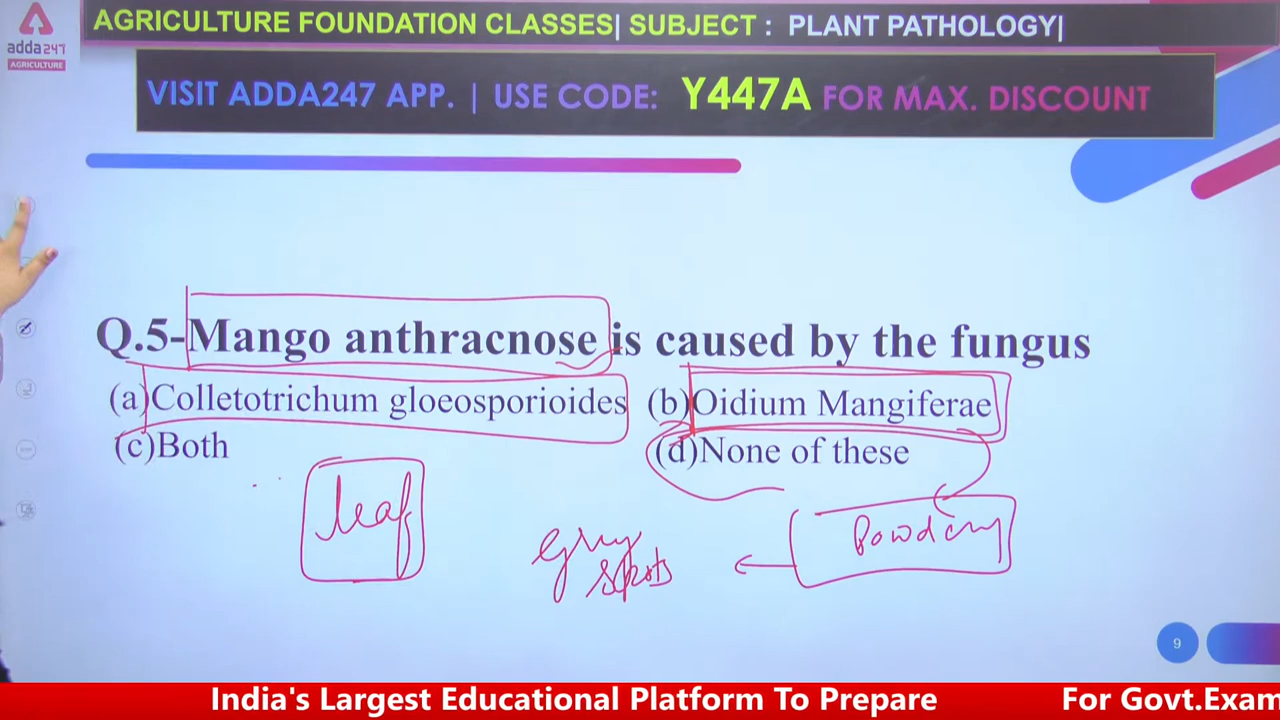 AGRICULTURE FOUNDATION CLASSES| SUBJECT : PLANT PATHOLOGY|
adda247
AGRICULTURE
VISIT ADDA247 APP. | USE CODE: Y447A FOR MAX. DISCOUNT
Q.5-Mango anthracnose is caused by the fungus
(a)Colletotrichum gloeosporioides (b)Oidium Mangiferae
(c)Both (d)None of these
leaf
grey spots
Powdery
9
India's Largest Educational Platform To Prepare For Govt.Exam